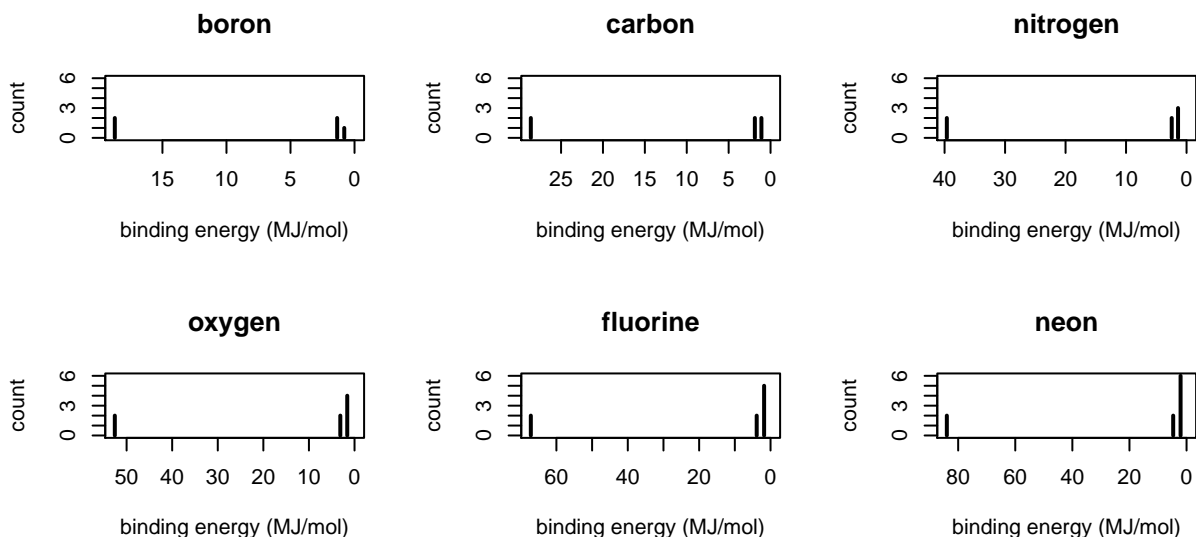 boron
count
0 3 6
15 10 5 0
binding energy (MJ/mol)
carbon
count
0 3 6
25 20 15 10 5 0
binding energy (MJ/mol)
nitrogen
count
0 3 6
40 30 20 10 0
binding energy (MJ/mol)
oxygen
count
0 3 6
50 40 30 20 10 0
binding energy (MJ/mol)
fluorine
count
0 3 6
60 40 20 0
binding energy (MJ/mol)
neon
count
0 3 6
80 60 40 20 0
binding energy (MJ/mol)